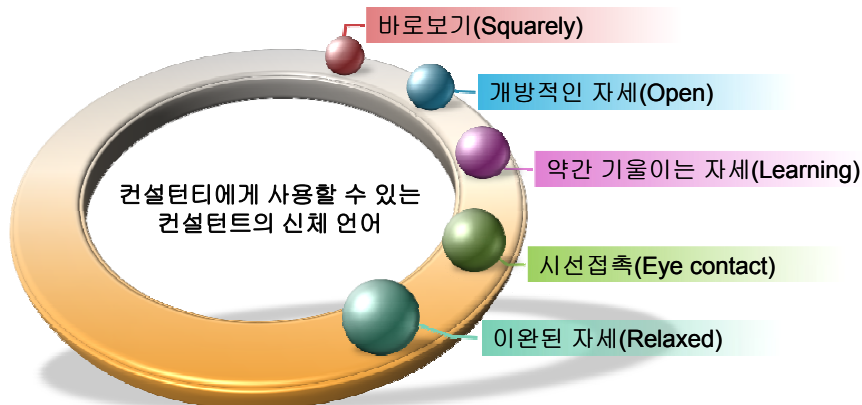 바로보기(Squarely)
개방적인 자세(Open)
약간 기울이는 자세(Learning)
컨설턴티에게 사용할 수 있는
컨설턴트의 신체 언어
시선접촉(Eye contact)
이완된 자세(Relaxed)